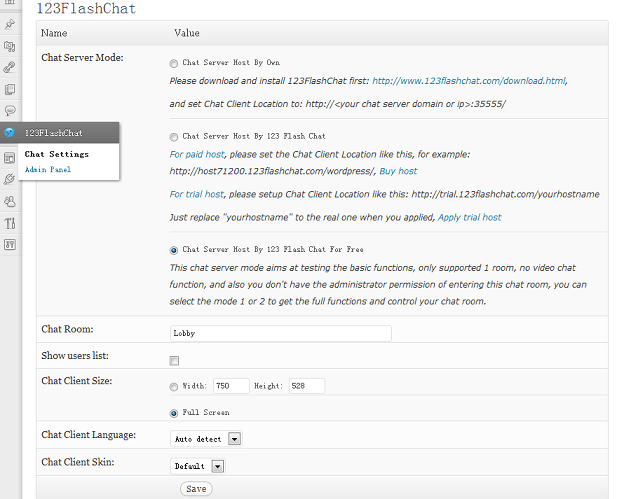 123FlashChat
Name Value
Chat Server Mode:
Chat Server Host By Own
Please download and install 123FlashChat first: http://www.123flashchat.com/download.html,
and set Chat Client Location to: http://<your chat server domain or ip>:35555/
123FlashChat
Chat Settings
Admin Panel
Chat Server Host By 123 Flash Chat
For paid host, please set the Chat Client Location like this, for example:
http://host71200.123flashchat.com/wordpress/, Buy host
For trial host, please setup Chat Client Location like this: http://trial.123flashchat.com/yourhostname
Just replace "yourhostname" to the real one when you applied, Apply trial host
Chat Server Host By 123 Flash Chat For Free
This chat server mode aims at testing the basic functions, only supported 1 room, no video chat
function, and also you don't have the administrator permission of entering this chat room, you can
select the mode 1 or 2 to get the full functions and control your chat room.
Chat Room: Lobby
Show users list:
Chat Client Size: Width: 750 Height: 528
Full Screen
Chat Client Language: Auto detect
Chat Client Skin: Default
Save